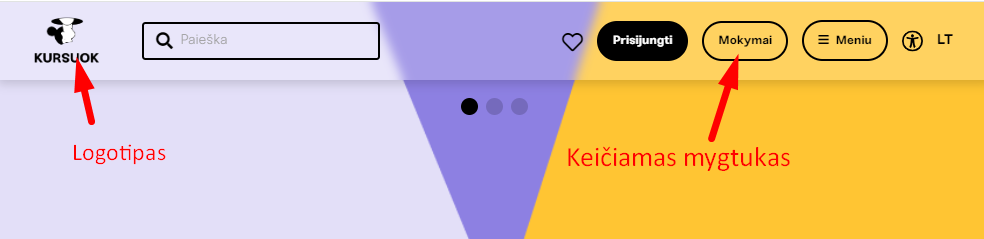 KURSUOK
Paieška
Prisijungti
Mokymai
Meniu
LT
Logotipas
Keičiamas mygtukas